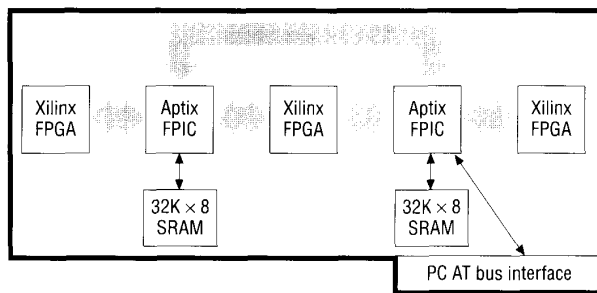 Xilinx
FPGA
Aptix
FPIC
Xilinx
FPGA
Aptix
FPIC
Xilinx
FPGA
32K × 8
SRAM
32K × 8
SRAM
PC AT bus interface